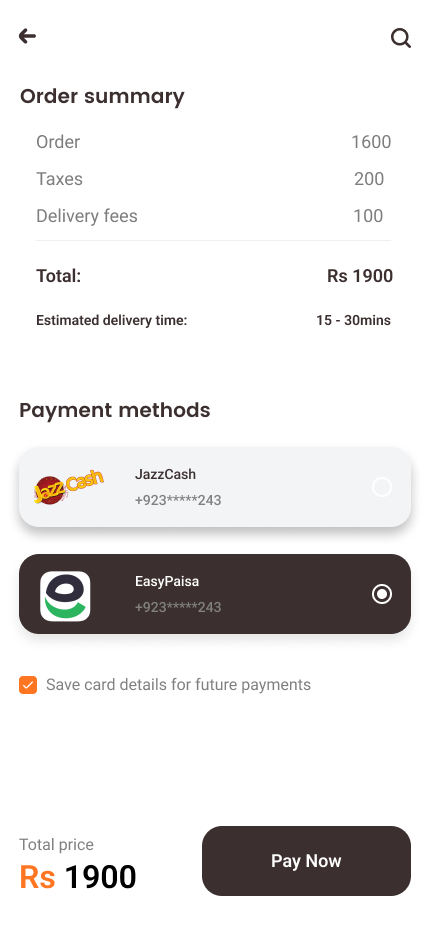 Order summary
Order 1600
Taxes 200
Delivery fees 100
Total: Rs 1900
Estimated delivery time: 15 - 30mins
Payment methods
JazzCash
JazzCash
+923*****243
EasyPaisa
+923*****243
Save card details for future payments
Total price
Rs 1900
Pay Now